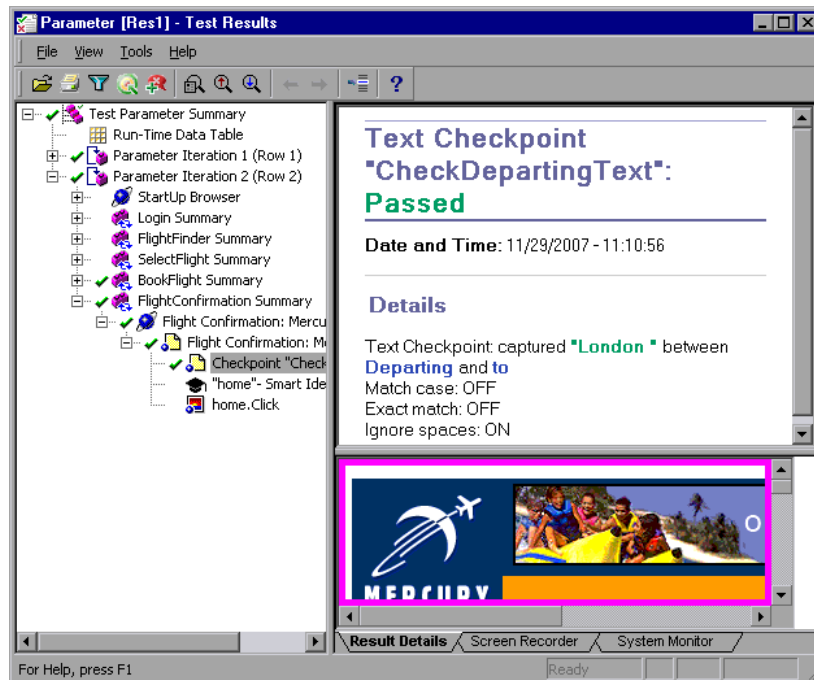 Parameter [Res1] - Test Results
File View Tools Help
Test Parameter Summary
Run-Time Data Table
Parameter Iteration 1 (Row 1)
Parameter Iteration 2 (Row 2)
StartUp Browser
Login Summary
FlightFinder Summary
SelectFlight Summary
BookFlight Summary
FlightConfirmation Summary
Flight Confirmation: Mercu
Flight Confirmation: Me
Checkpoint "Check
"home"- Smart Ide
home.Click
Text Checkpoint
"CheckDepartingText":
Passed
Date and Time: 11/29/2007 - 11:10:56
Details
Text Checkpoint: captured "London " between
Departing and to
Match case: OFF
Exact match: OFF
Ignore spaces: ON
O
MERCURY
Result Details Screen Recorder System Monitor
For Help, press F1
Ready